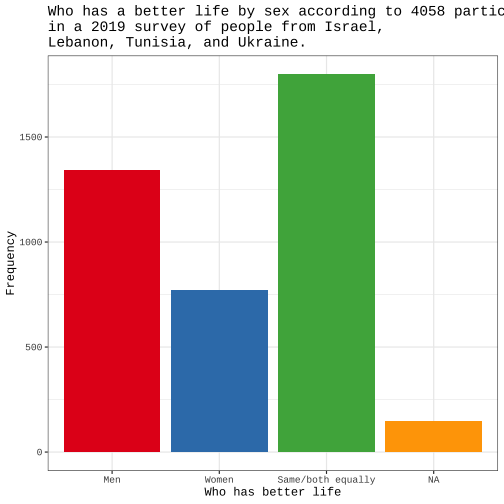 Who has a better life by sex according to 4058 partic
in a 2019 survey of people from Israel,
Lebanon, Tunisia, and Ukraine.
1500
1000
500
0
Frequency
Men Women Same/both equally NA
Who has better life